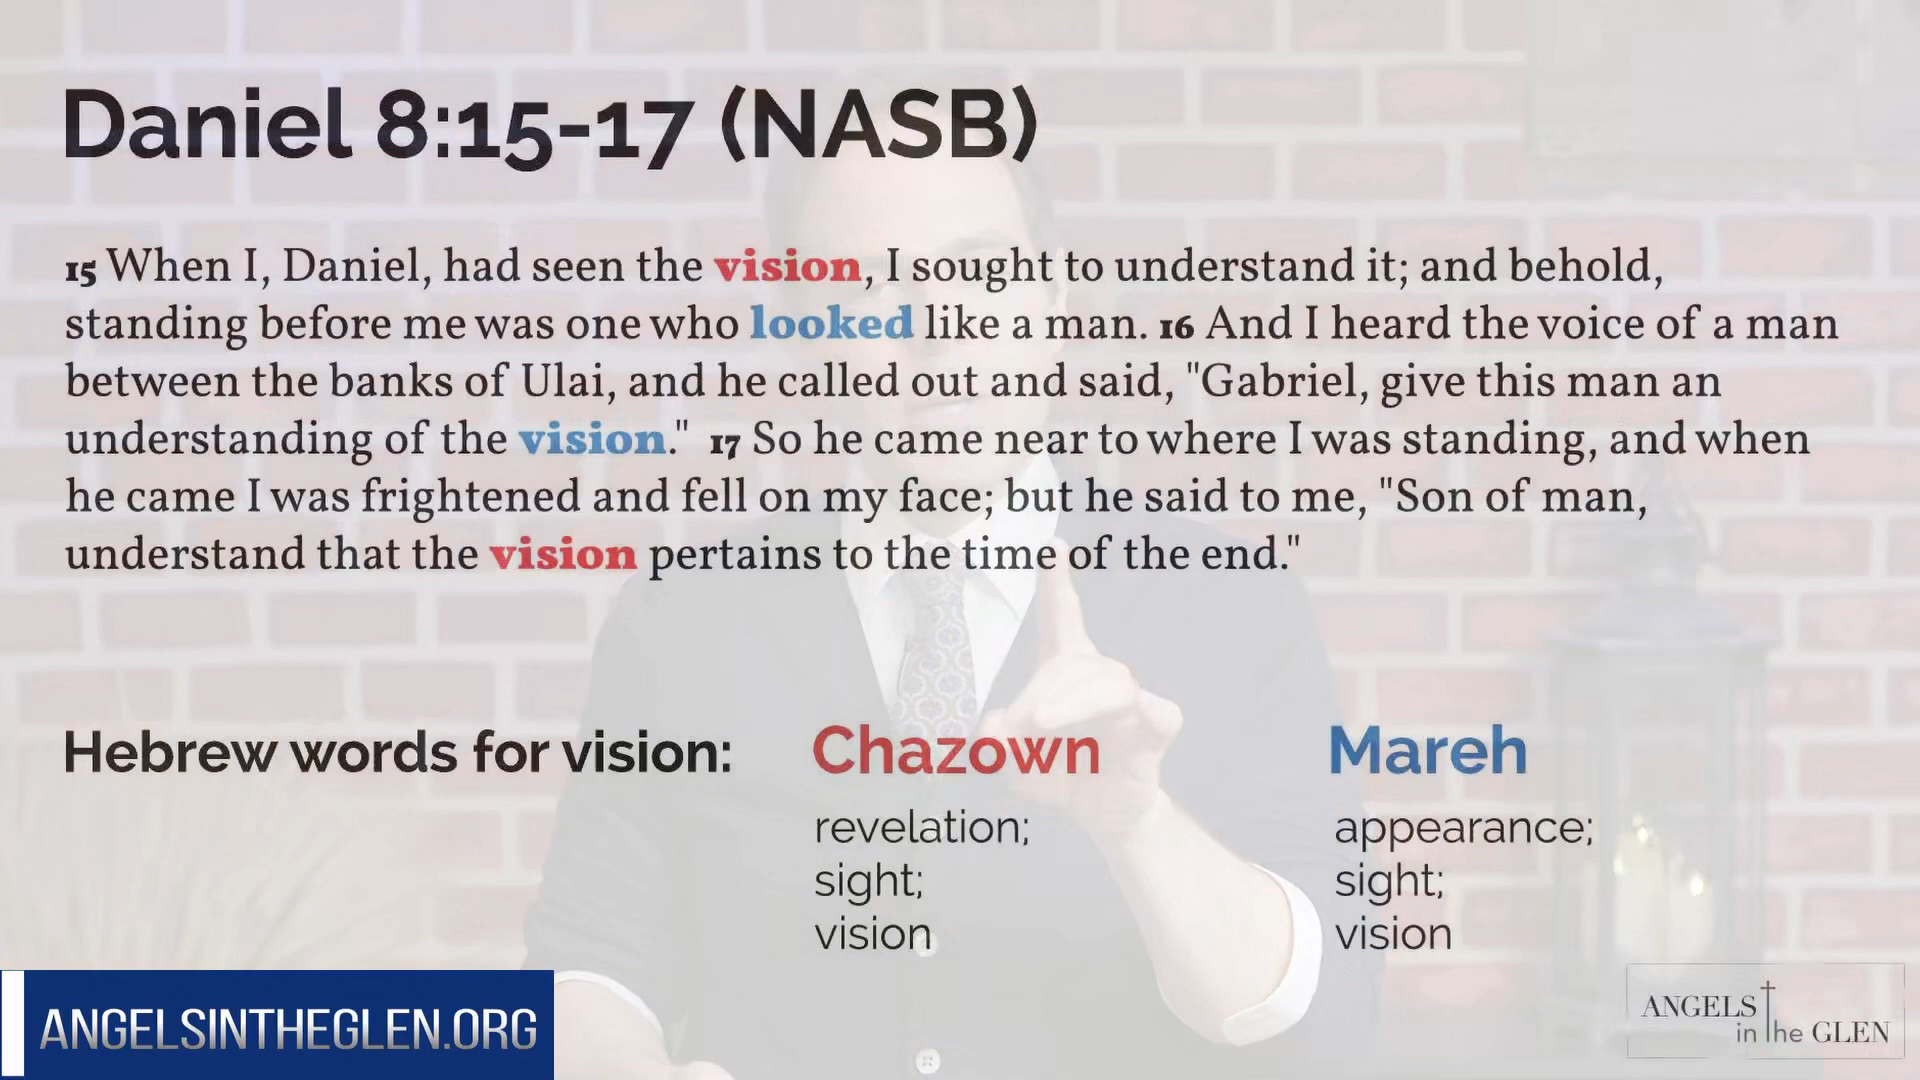 Daniel 8:15-17 (NASB)
15 When I, Daniel, had seen the vision, I sought to understand it; and behold,
standing before me was one who looked like a man. 16 And I heard the voice of a man
between the banks of Ulai, and he called out and said, "Gabriel, give this man an
understanding of the vision." 17 So he came near to where I was standing, and when
he came I was frightened and fell on my face; but he said to me, "Son of man,
understand that the vision pertains to the time of the end."
Hebrew words for vision:
Chazown
revelation;
sight;
vision
Mareh
appearance;
sight;
vision
ANGELSINTHEGLEN.ORG
ANGELS
in the GLEN